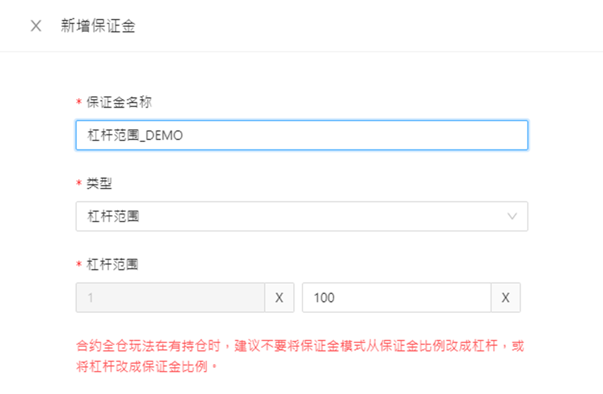 新增保证金
* 保证金名称
杠杆范围_DEMO
* 类型
杠杆范围
* 杠杆范围
1 X 100 X
合约全仓玩法在有持仓时，建议不要将保证金模式从保证金比例改成杠杆，或
将杠杆改成保证金比例。